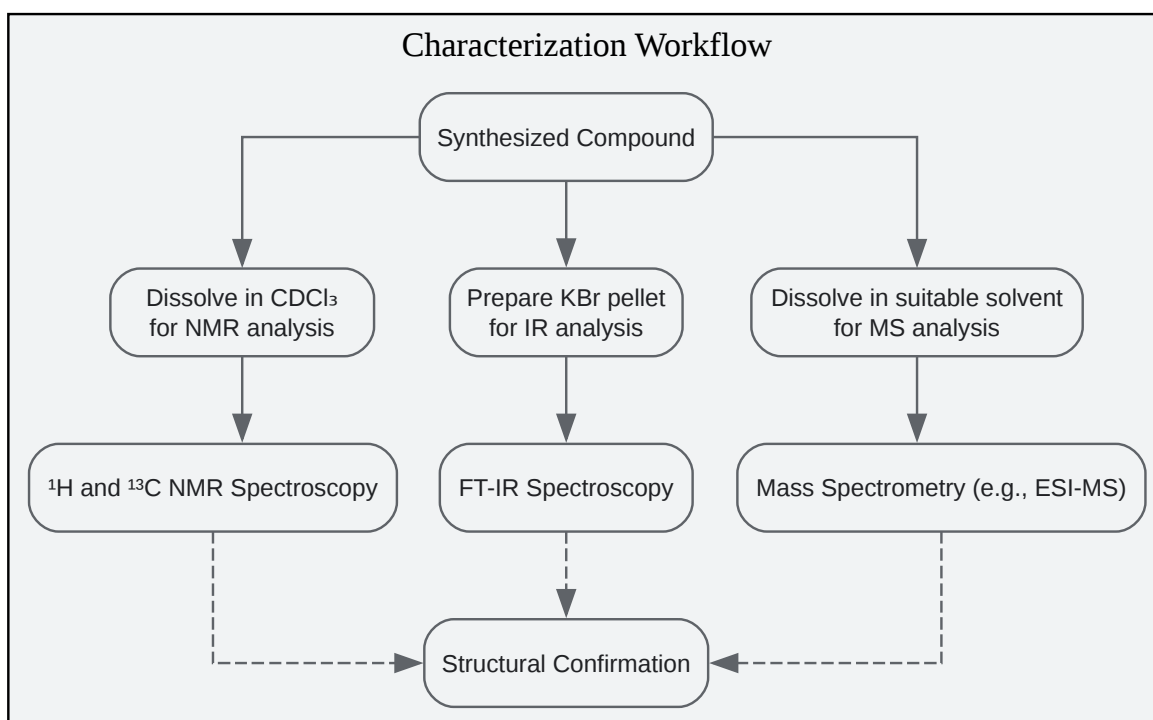 Characterization Workflow
Synthesized Compound
Dissolve in CDCl₃
for NMR analysis
Prepare KBr pellet
for IR analysis
Dissolve in suitable solvent
for MS analysis
¹H and ¹³C NMR Spectroscopy
FT-IR Spectroscopy
Mass Spectrometry (e.g., ESI-MS)
Structural Confirmation